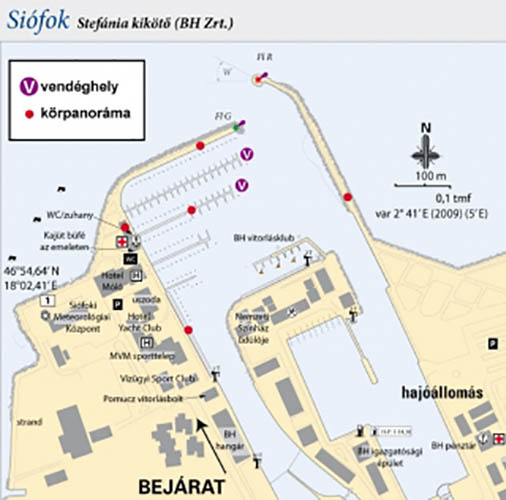 Siófok Stefánia kikötő (BH Zrt.)
V vendéghely
körpanoráma
Fl R
W
Fl G
V
V
N
100 m
0,1 tmf
var 2° 41′E (2009) (5′E)
WC/zuhany
Kajüt büfé
az emeleten
WC
BH vitorlásklub
46°54,64′N
18°02,41′E
1
Hotel
Móló
H
Siófoki
Meteorológiai
Központ
P
uszoda
Hotel
Yacht Club
H
Nemzeti
Színház
üdülője
P
MVM sporttelep
Vízügyi Sport Club
Pomucz vitorlásbolt
hajóállomás
strand
BH
hangár
BH igazgatósági
épület
BH pénztár
BEJÁRAT